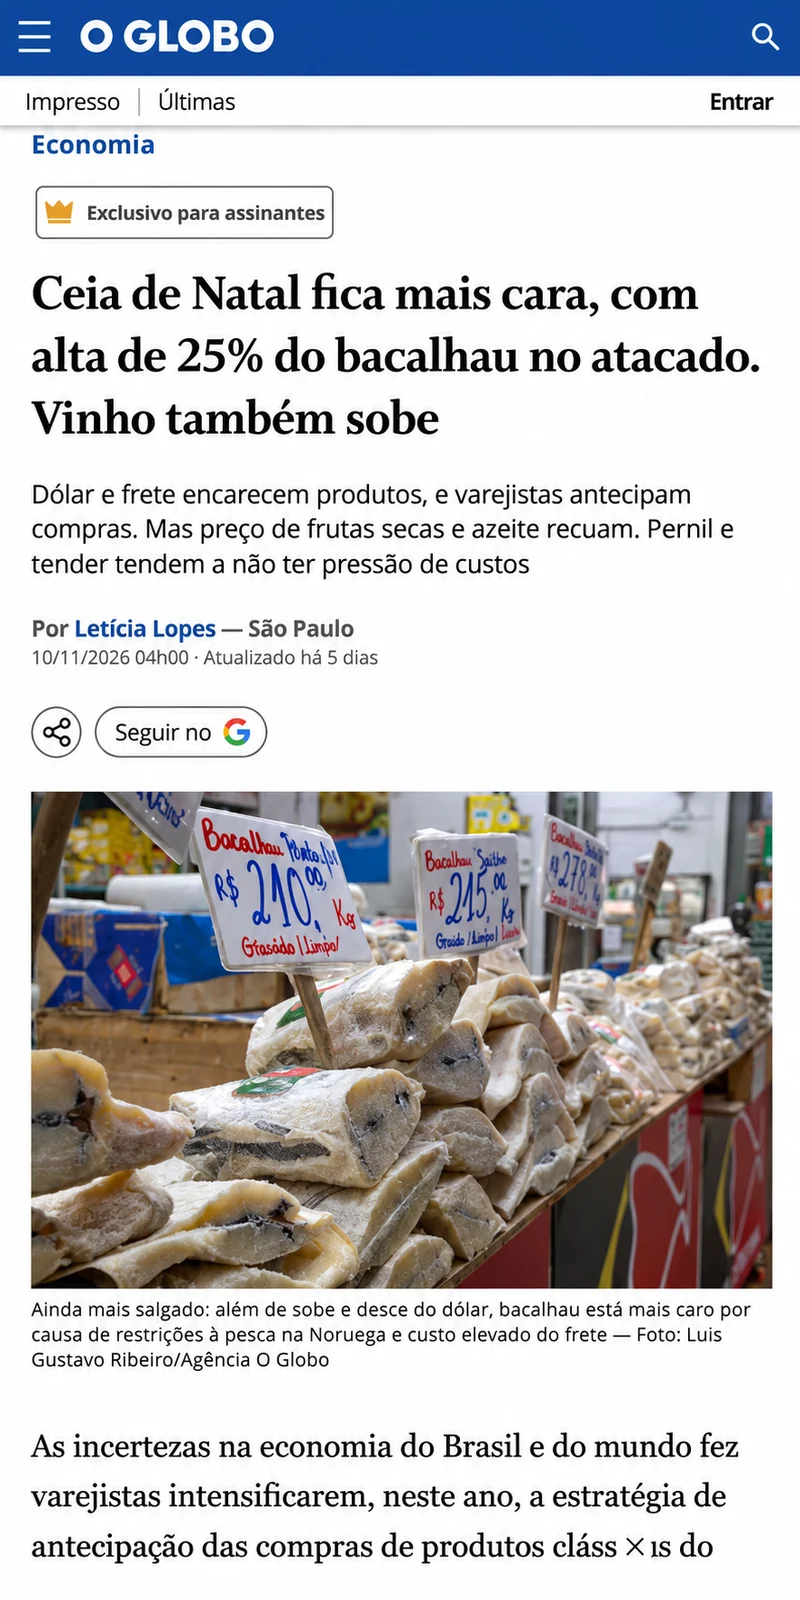 O GLOBO
Impresso | Últimas
Entrar
Economia
Exclusivo para assinantes
Ceia de Natal fica mais cara, com
alta de 25% do bacalhau no atacado.
Vinho também sobe
Dólar e frete encarecem produtos, e varejistas antecipam
compras. Mas preço de frutas secas e azeite recuam. Pernil e
tender tendem a não ter pressão de custos
Por Letícia Lopes — São Paulo
10/11/2026 04h00 · Atualizado há 5 dias
Seguir no
Bacalhau
R$ 210,00 Kg
Bacalhau Saithe
R$ 215,00 Kg
Bacalhau
R$ 278, Kg
Ainda mais salgado: além de sobe e desce do dólar, bacalhau está mais caro por
causa de restrições à pesca na Noruega e custo elevado do frete — Foto: Luis
Gustavo Ribeiro/Agência O Globo
As incertezas na economia do Brasil e do mundo fez
varejistas intensificarem, neste ano, a estratégia de
antecipação das compras de produtos do